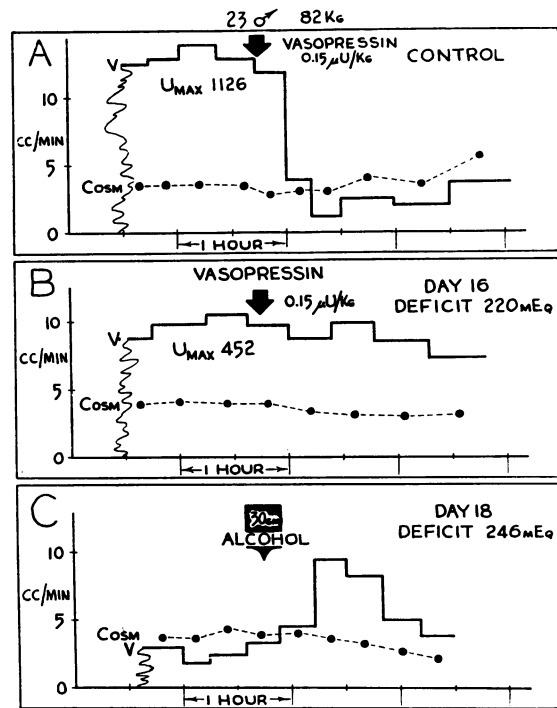 23 ♂ 82KG
A
VASOPRESSIN
0.15 μU/KG
CONTROL
V
UMAX 1126
10
CC/MIN
5
COSM
0
1 HOUR
VASOPRESSIN
B
0.15 μU/KG
DAY 16
DEFICIT 220MEQ
10
V
CC/MIN
UMAX 452
5
COSM
0
1 HOUR
C
30GM
ALCOHOL
DAY 18
DEFICIT 246MEQ
10
CC/MIN
5
COSM
V
0
1 HOUR